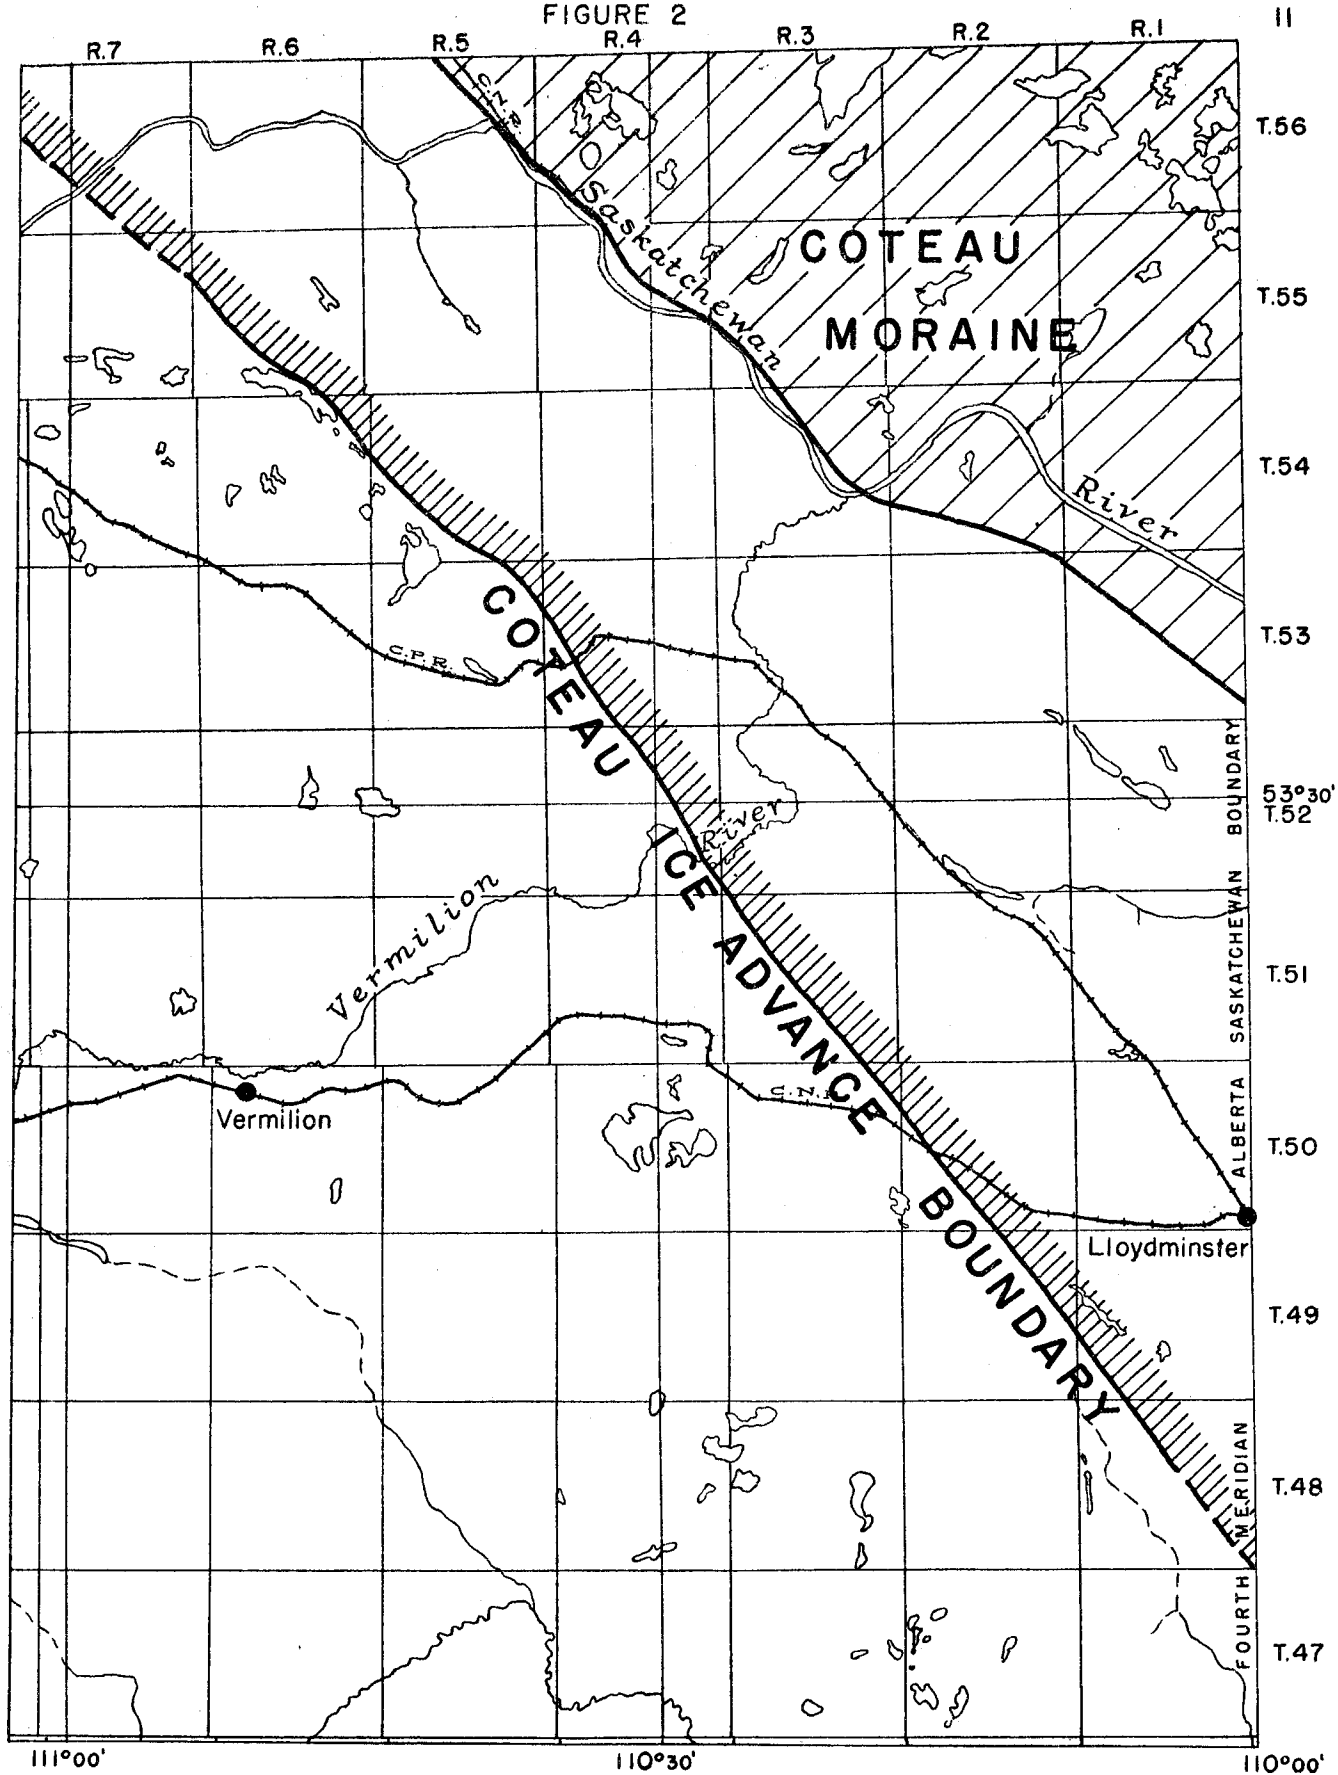 FIGURE 2
11
R.7 R.6 R.5 R.4 R.3 R.2 R.1
C.N.R.
T.56
Saskatchewan
COTEAU
T.55
MORAINE
T.54
River
T.53
C.P.R.
COTEAU ICE ADVANCE BOUNDARY
53°30'
T.52
River
Vermilion
ALBERTA SASKATCHEWAN BOUNDARY
T.51
C.N.R.
Vermilion
T.50
Lloydminster
T.49
T.48
FOURTH MERIDIAN
T.47
111°00' 110°30' 110°00'